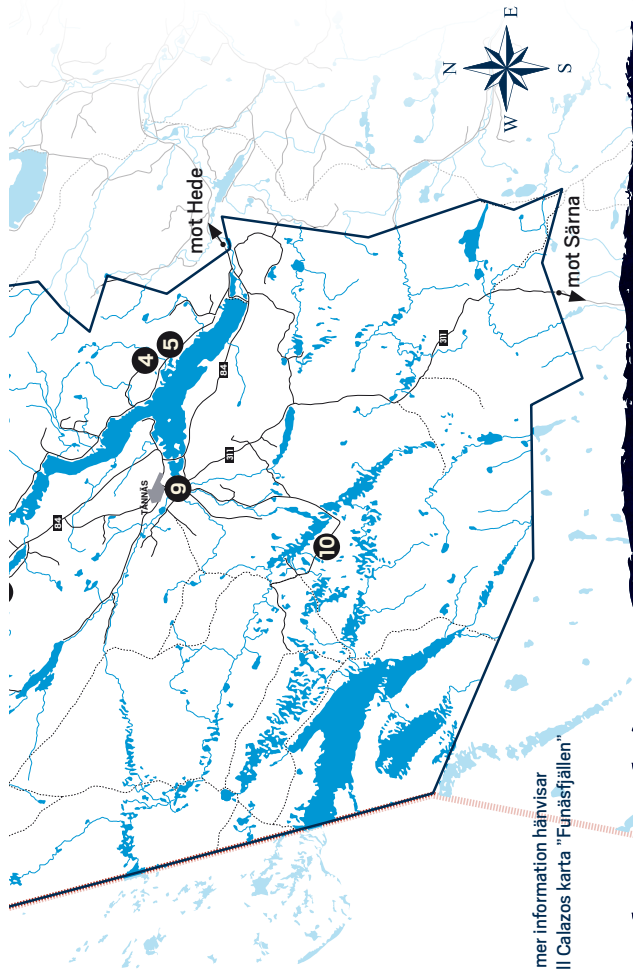 N
E
S
W
mot Hede
mot Särna
4
5
84
84
311
311
TÄNNÄS
9
10
mer information hänvisar
ll Calazos karta ”Funäsfjällen”